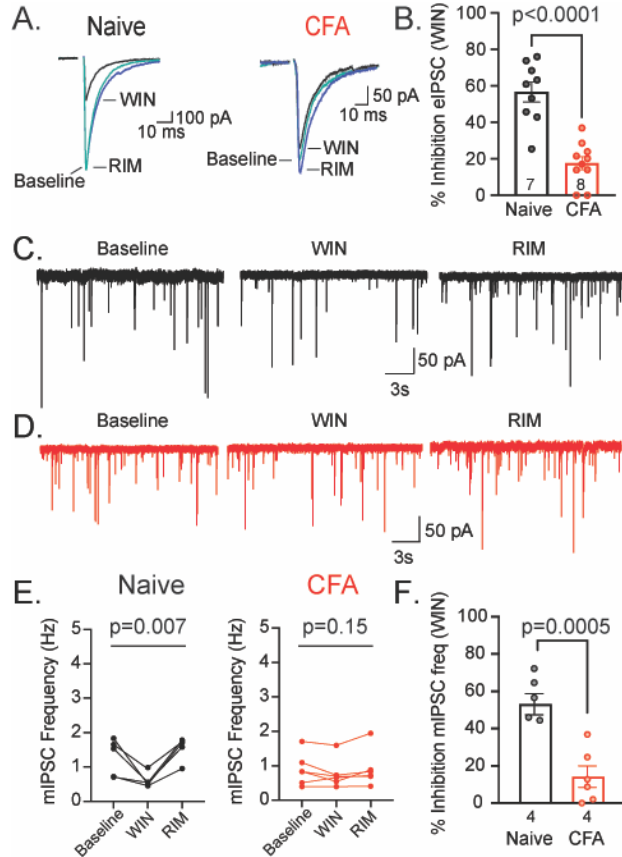 A.
Naive
CFA
WIN
100 pA
10 ms
RIM
Baseline
50 pA
10 ms
WIN
Baseline
RIM
B.
p<0.0001
% Inhibition eIPSC (WIN)
100
80
60
40
20
0
7
8
Naive
CFA
C.
Baseline
WIN
RIM
50 pA
3s
D.
Baseline
WIN
RIM
50 pA
3s
E.
Naive
CFA
p=0.007
mIPSC Frequency (Hz)
5
4
3
2
1
0
Baseline
WIN
RIM
p=0.15
mIPSC Frequency (Hz)
5
4
3
2
1
0
Baseline
WIN
RIM
F.
p=0.0005
% Inhibition mIPSC freq (WIN)
100
80
60
40
20
0
4
4
Naive
CFA